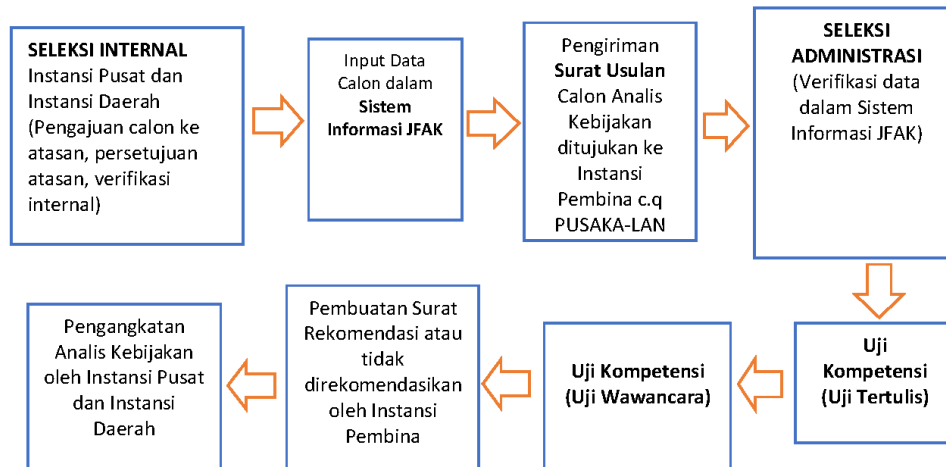 SELEKSI INTERNAL
Instansi Pusat dan
Instansi Daerah
(Pengajuan calon ke
atasan, persetujuan
atasan, verifikasi
internal)
Input Data
Calon dalam
Sistem
Informasi JFAK
Pengiriman
Surat Usulan
Calon Analis
Kebijakan
ditujukan ke
Instansi
Pembina c.q
PUSAKA-LAN
SELEKSI
ADMINISTRASI
(Verifikasi data
dalam Sistem
Informasi JFAK)
Uji
Kompetensi
(Uji Tertulis)
Uji Kompetensi
(Uji Wawancara)
Pembuatan Surat
Rekomendasi atau
tidak
direkomendasikan
oleh Instansi
Pembina
Pengangkatan
Analis Kebijakan
oleh Instansi Pusat
dan Instansi
Daerah